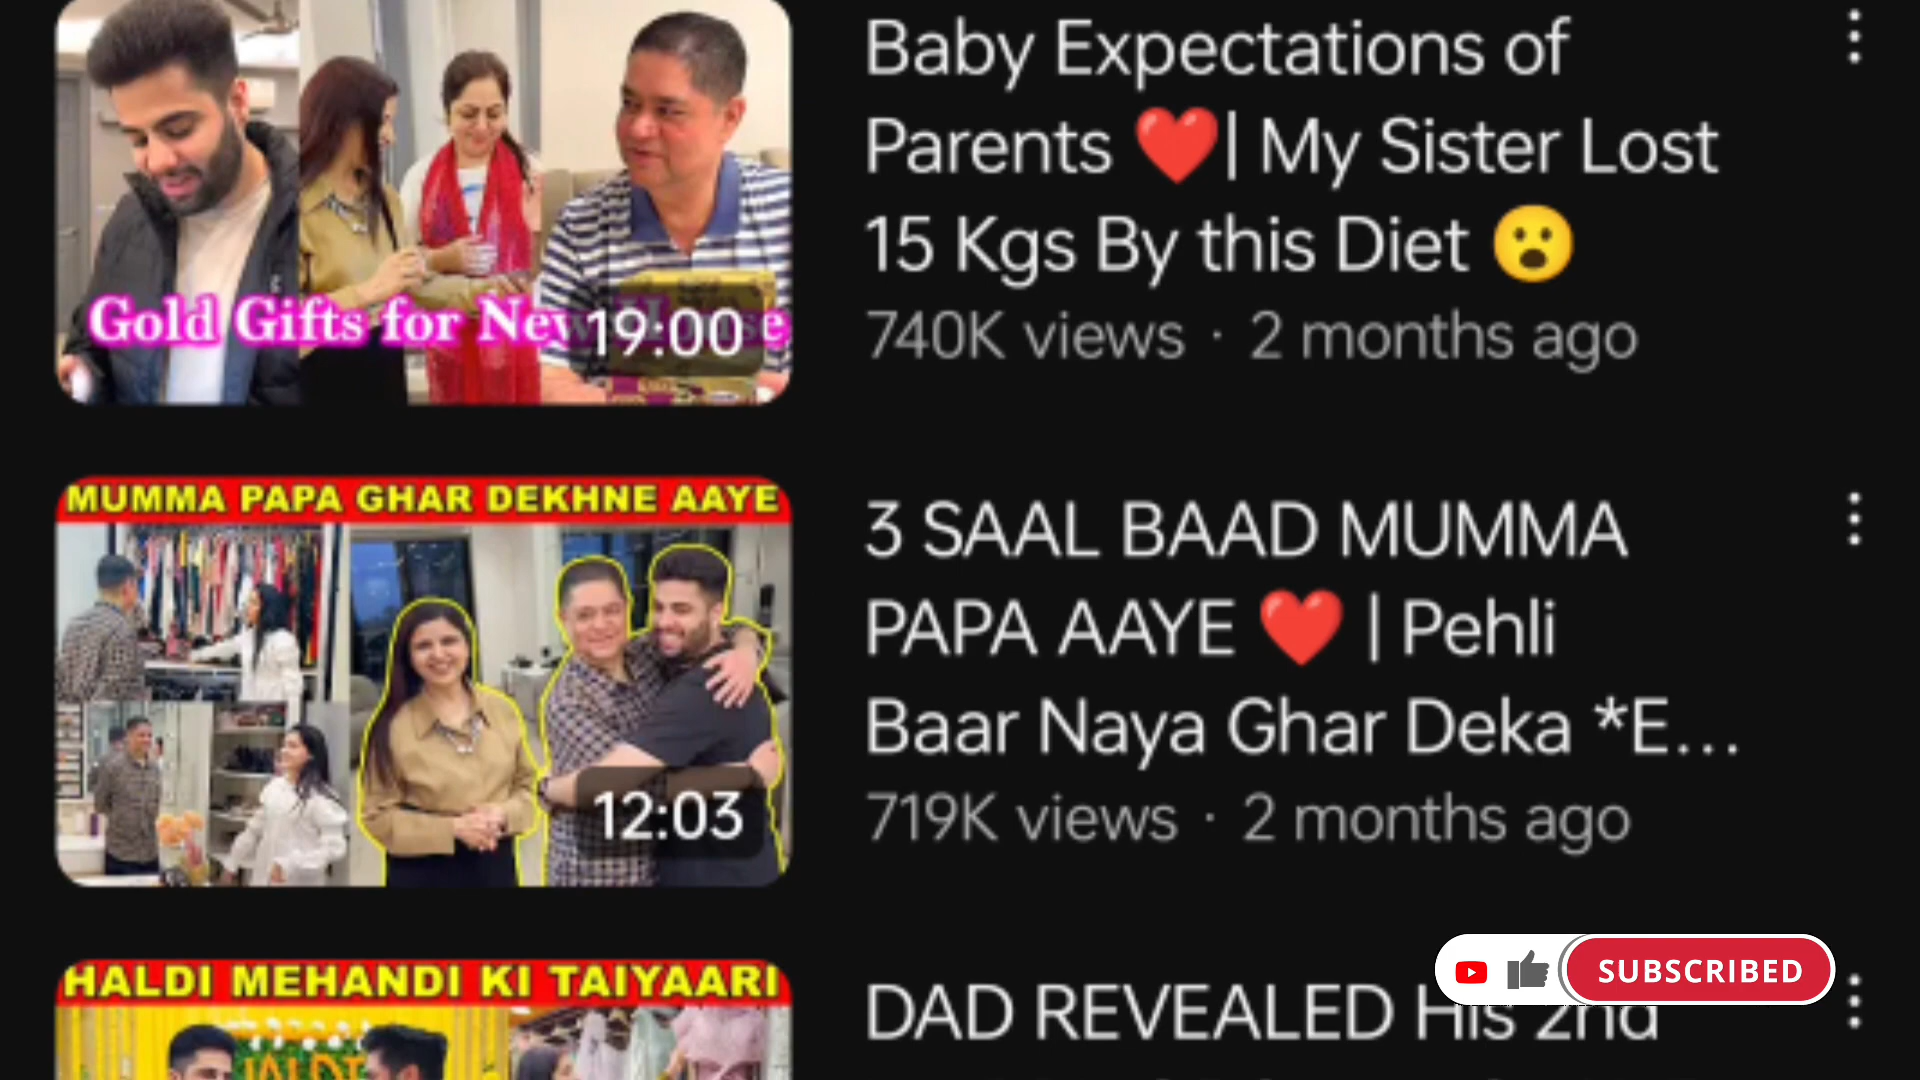 Baby Expectations of
Parents ❤️| My Sister Lost
15 Kgs By this Diet 😮
740K views · 2 months ago
Gold Gifts for New
19:00
MUMMA PAPA GHAR DEKHNE AAYE
12:03
3 SAAL BAAD MUMMA
PAPA AAYE ❤️ | Pehli
Baar Naya Ghar Deka *E...
719K views · 2 months ago
SUBSCRIBED
HALDI MEHANDI KI TAIYAARI
HALDI
DAD REVEALED His 2nd